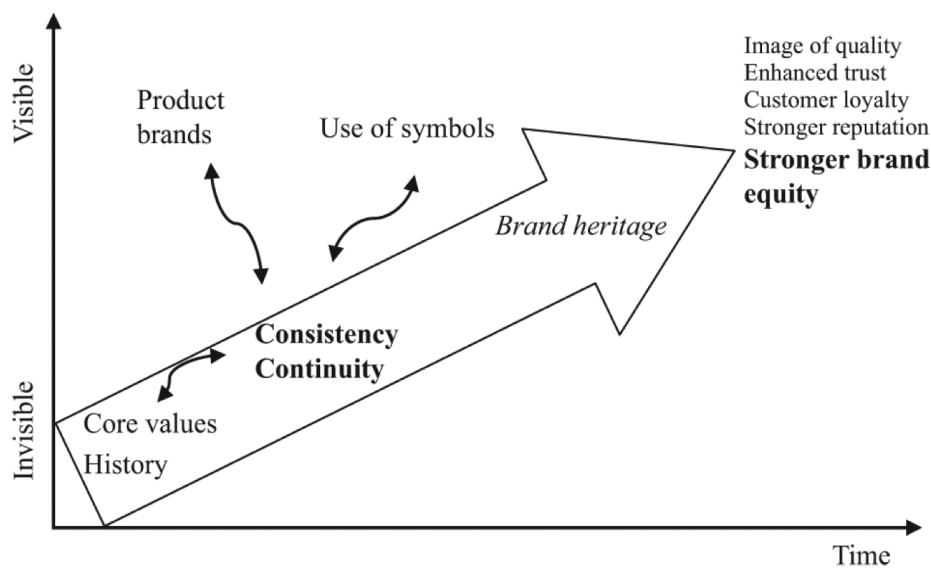 Visible
Invisible
Product
brands
Use of symbols
Image of quality
Enhanced trust
Customer loyalty
Stronger reputation
Stronger brand
equity
Brand heritage
Consistency
Continuity
Core values
History
Time